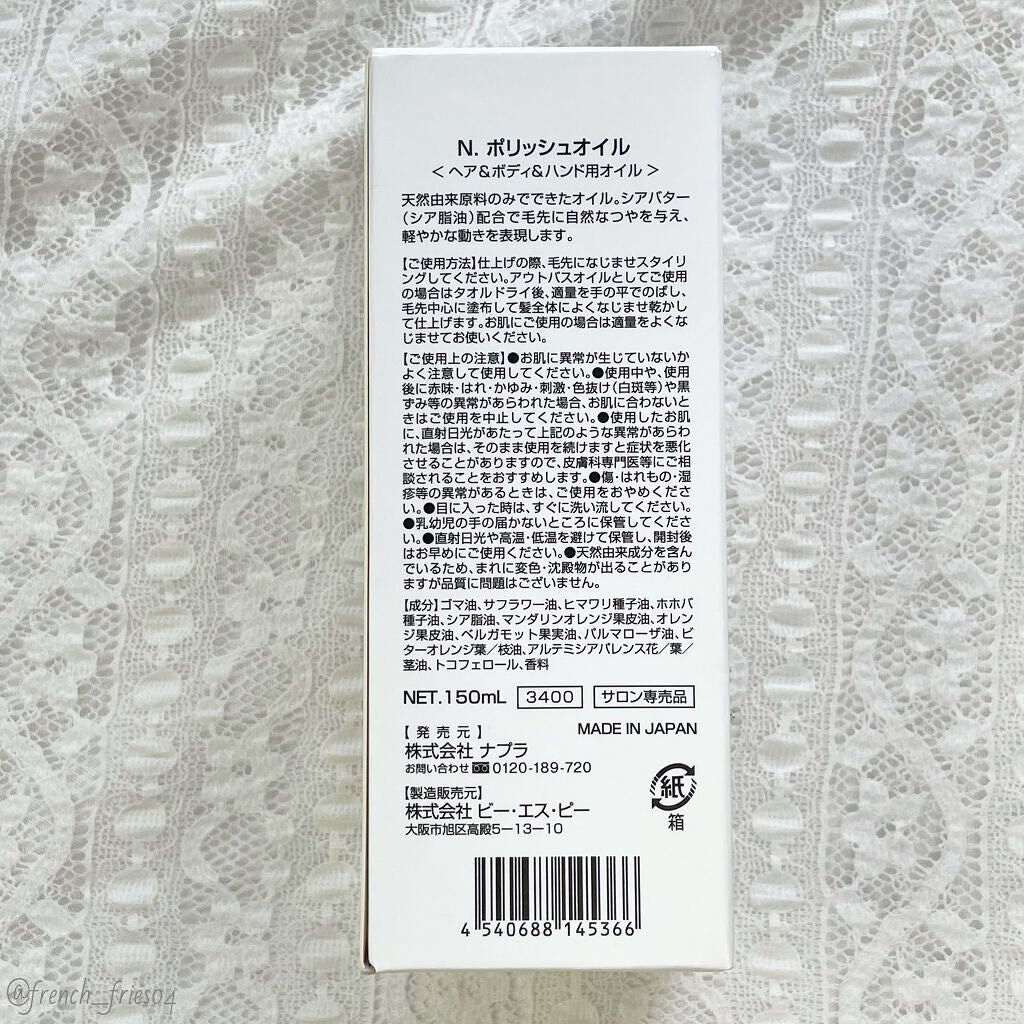 N. ポリッシュオイル
＜ヘア＆ボディ＆ハンド用オイル＞
天然由来原料のみでできたオイル。シアバター
（シア脂油）配合で毛先に自然なつやを与え、
軽やかな動きを表現します。
【ご使用方法】仕上げの際、毛先になじませスタイリ
ングしてください。アウトバスオイルとしてご使用
の場合はタオルドライ後、適量を手の平でのばし、
毛先中心に塗布して髪全体によくなじませ乾かし
て仕上げます。お肌にご使用の場合は適量をよくな
じませてお使いください。
【ご使用上の注意】●お肌に異常が生じていないか
よく注意して使用してください。●使用中や、使用
後に赤味・はれ・かゆみ・刺激・色抜け（白斑等）や黒
ずみ等の異常があらわれた場合、お肌に合わないと
きはご使用を中止してください。●使用したお肌
に、直射日光があたって上記のような異常があらわ
れた場合は、そのまま使用を続けますと症状を悪化
させることがありますので、皮膚科専門医等にご相
談されることをおすすめします。●傷・はれもの・湿
疹等の異常があるときは、ご使用をおやめくださ
い。●目に入った時は、すぐに洗い流してください。
●乳幼児の手の届かないところに保管してくださ
い。●直射日光や高温・低温を避けて保管し、開封後
はお早めにご使用ください。●天然由来成分を含ん
でいるため、まれに変色・沈殿物が出ることがあり
ますが品質に問題はございません。
【成分】ゴマ油、サフラワー油、ヒマワリ種子油、ホホバ
種子油、シア脂油、マンダリンオレンジ果皮油、オレン
ジ果皮油、ベルガモット果実油、パルマローザ油、ビ
ターオレンジ葉／枝油、アルテミシアパレンス花／葉／
茎油、トコフェロール、香料
NET.150mL 3400 サロン専売品
【発売元】 MADE IN JAPAN
株式会社 ナプラ
お問い合わせ 0120-189-720
【製造販売元】
株式会社 ビー・エス・ピー
大阪市旭区高殿5-13-10
紙
箱
4 540688 145366
@french_fries04